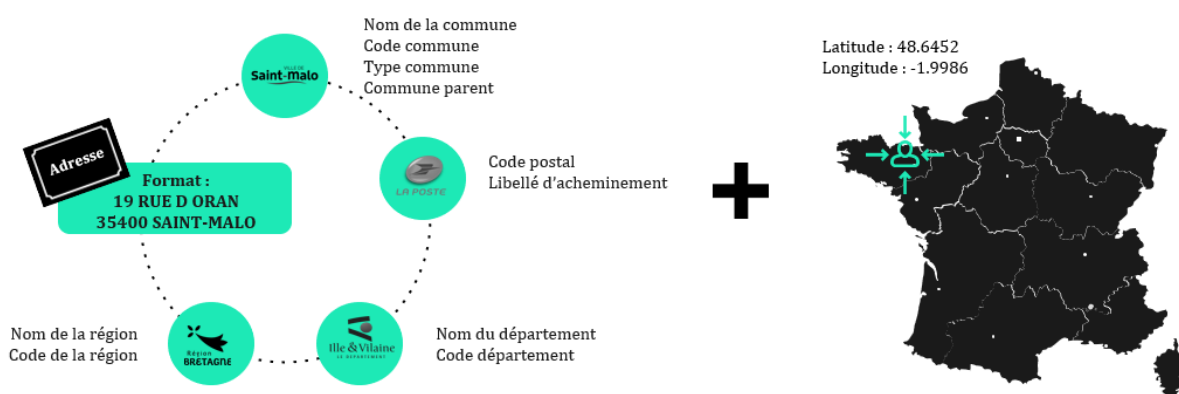 Nom de la commune
Code commune
Type commune
Commune parent
VILLE DE
Saint-malo
Adresse
Format :
19 RUE D ORAN
35400 SAINT-MALO
LA POSTE
Code postal
Libellé d'acheminement
Nom de la région
Code de la région
Région
BRETAGNE
Ille & Vilaine
LE DÉPARTEMENT
Nom du département
Code département
+
Latitude : 48.6452
Longitude : -1.9986